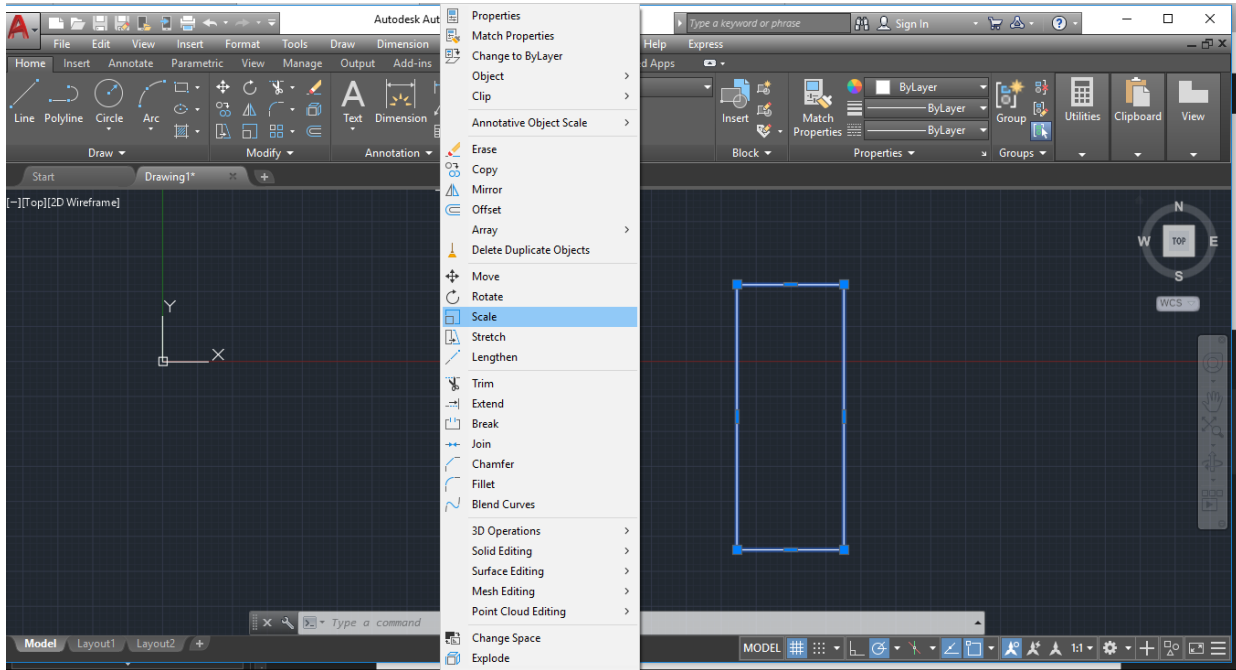 Autodesk Aut
Type a keyword or phrase
Sign In
File Edit View Insert Format Tools Draw Dimension
Help Express
Home Insert Annotate Parametric View Manage Output Add-ins
d Apps
Line Polyline Circle Arc
Text Dimension
Insert
Match Properties
ByLayer
ByLayer
ByLayer
Group
Utilities
Clipboard
View
Draw
Modify
Annotation
Block
Properties
Groups
Start Drawing1*
[−][Top][2D Wireframe]
Y
X
Properties
Match Properties
Change to ByLayer
Object
Clip
Annotative Object Scale
Erase
Copy
Mirror
Offset
Array
Delete Duplicate Objects
Move
Rotate
Scale
Stretch
Lengthen
Trim
Extend
Break
Join
Chamfer
Fillet
Blend Curves
3D Operations
Solid Editing
Surface Editing
Mesh Editing
Point Cloud Editing
Change Space
Explode
N
W TOP E
S
WCS
Type a command
Model Layout1 Layout2 +
MODEL
1:1